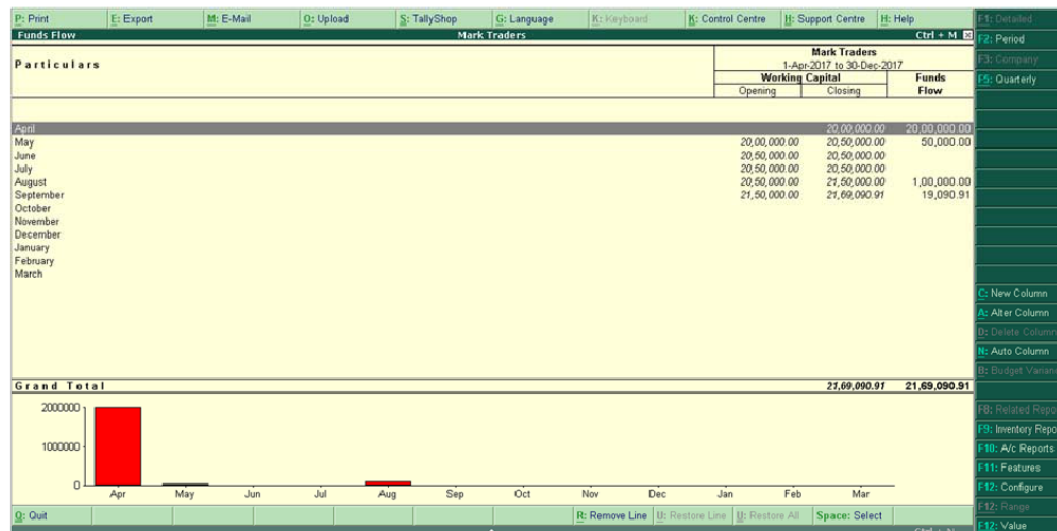 P: Print E: Export M: E-Mail O: Upload S: TallyShop G: Language K: Keyboard K: Control Centre H: Support Centre H: Help
Funds Flow Mark Traders Ctrl + M
Particulars
Mark Traders
1-Apr-2017 to 30-Dec-2017
Working Capital Funds
Opening Closing Flow
April 20,00,000.00 20,00,000.00
May 20,00,000.00 20,50,000.00 50,000.00
June 20,50,000.00 20,50,000.00
July 20,50,000.00 20,50,000.00
August 20,50,000.00 21,50,000.00 1,00,000.00
September 21,50,000.00 21,69,090.91 19,090.91
October
November
December
January
February
March
Grand Total 21,69,090.91 21,69,090.91
2000000
1000000
0
Apr May Jun Jul Aug Sep Oct Nov Dec Jan Feb Mar
Q: Quit R: Remove Line U: Restore Line U: Restore All Space: Select
F1: Detailed
F2: Period
F3: Company
F5: Quarterly
C: New Column
A: Alter Column
D: Delete Column
N: Auto Column
B: Budget Varian
F8: Related Repo
F9: Inventory Repo
F10: A/c Reports
F11: Features
F12: Configure
F12: Range
F12: Value